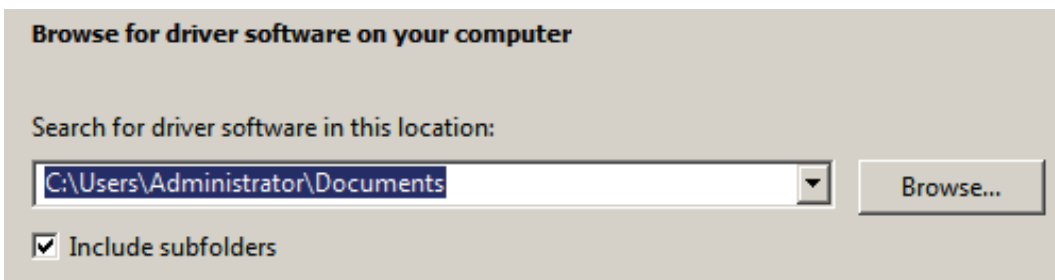 Browse for driver software on your computer
Search for driver software in this location:
C:\Users\Administrator\Documents
Browse...
Include subfolders